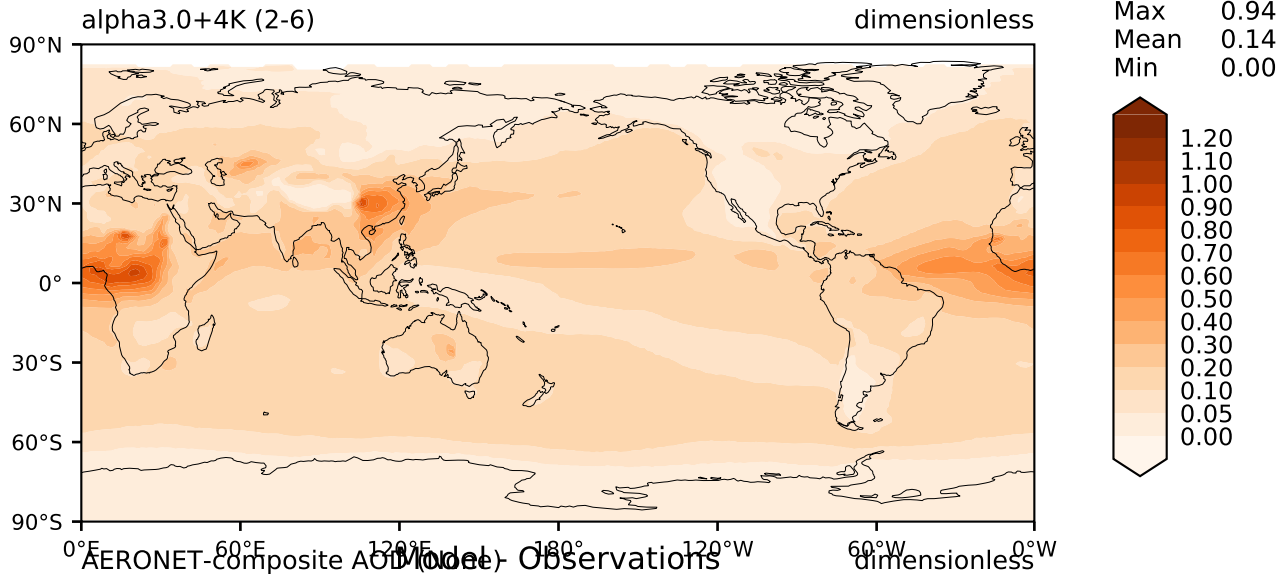 alpha3.0+4K (2-6) dimensionless
Max 0.94
Mean 0.14
Min 0.00
90°N
60°N
30°N
0°
30°S
60°S
90°S
0°E 60°E 120°E 180° 120°W 60°W 0°W
AERONET-composite AOD (None) Model - Observations dimensionless
1.20
1.10
1.00
0.90
0.80
0.70
0.60
0.50
0.40
0.30
0.20
0.10
0.05
0.00